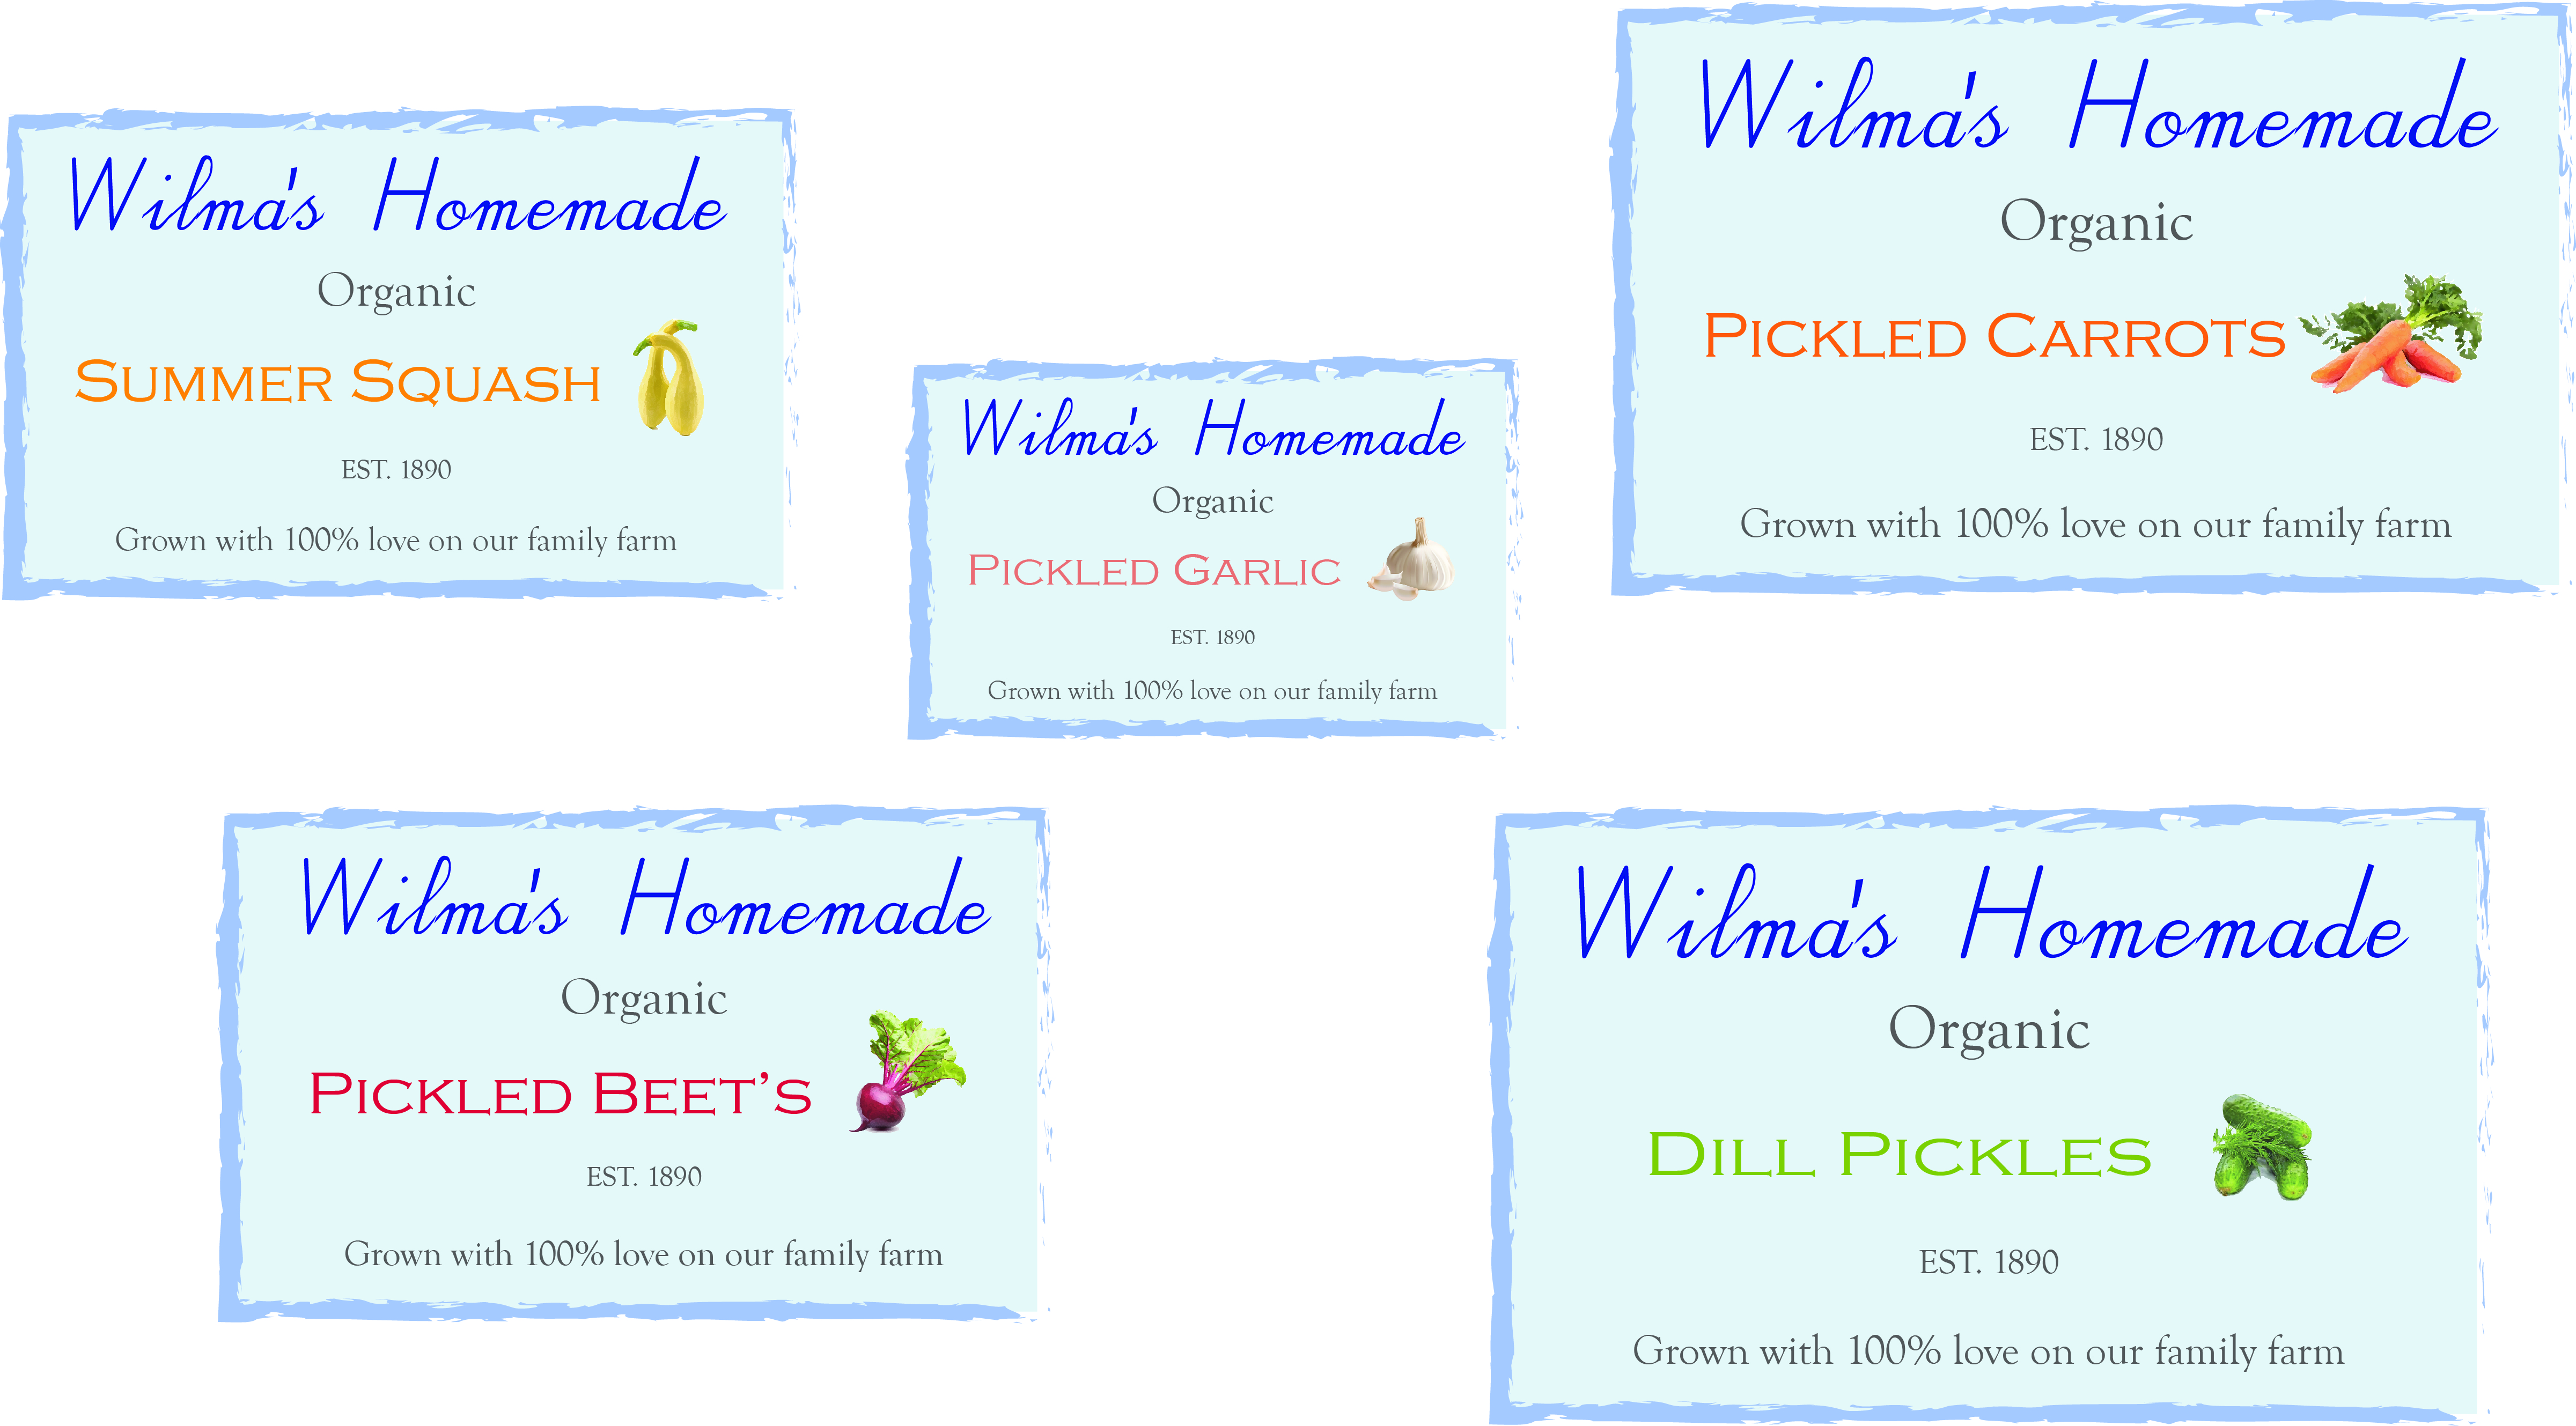 Wilma's Homemade
Organic
SUMMER SQUASH
EST. 1890
Grown with 100% love on our family farm
Wilma's Homemade
Organic
PICKLED GARLIC
EST. 1890
Grown with 100% love on our family farm
Wilma's Homemade
Organic
PICKLED CARROTS
EST. 1890
Grown with 100% love on our family farm
Wilma's Homemade
Organic
PICKLED BEET’S
EST. 1890
Grown with 100% love on our family farm
Wilma's Homemade
Organic
DILL PICKLES
EST. 1890
Grown with 100% love on our family farm